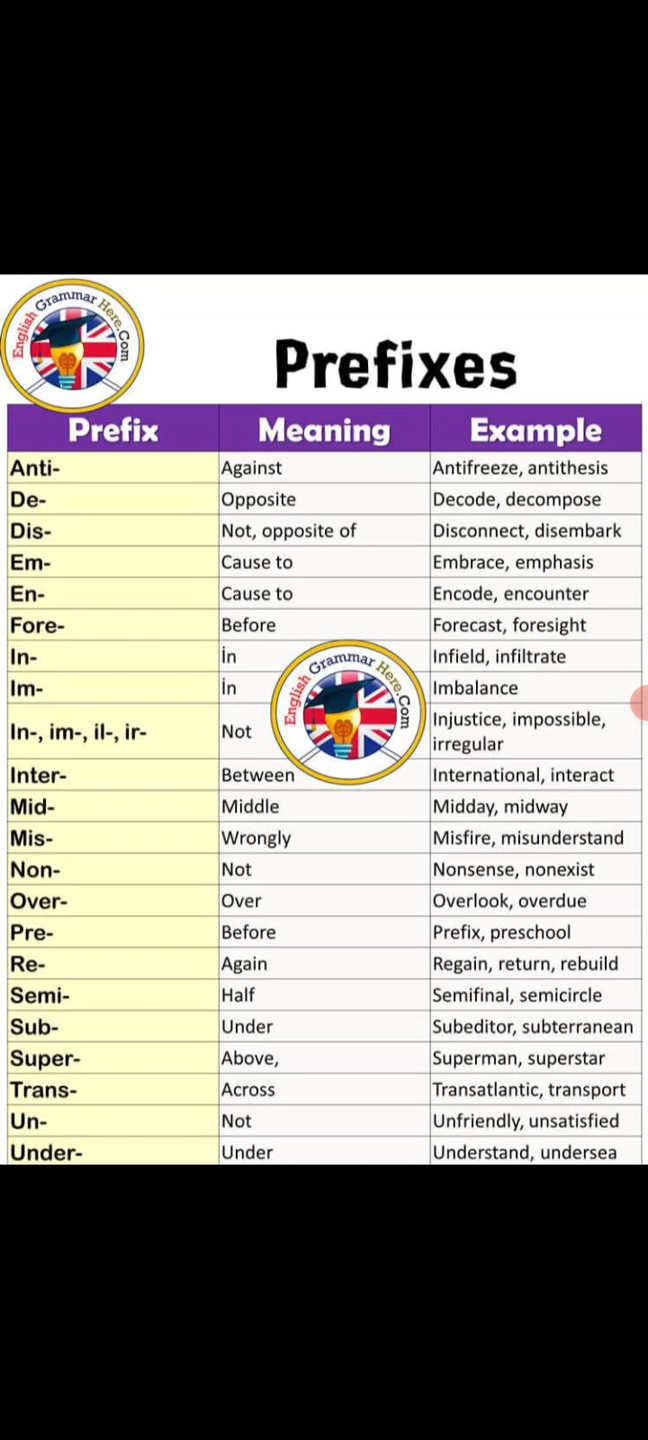 English Grammar Here.Com
Prefixes
Prefix Meaning Example
Anti- Against Antifreeze, antithesis
De- Opposite Decode, decompose
Dis- Not, opposite of Disconnect, disembark
Em- Cause to Embrace, emphasis
En- Cause to Encode, encounter
Fore- Before Forecast, foresight
In- İn Infield, infiltrate
Im- İn Imbalance
In-, im-, il-, ir- Not Injustice, impossible,
irregular
English Grammar Here.Com
Inter- Between International, interact
Mid- Middle Midday, midway
Mis- Wrongly Misfire, misunderstand
Non- Not Nonsense, nonexist
Over- Over Overlook, overdue
Pre- Before Prefix, preschool
Re- Again Regain, return, rebuild
Semi- Half Semifinal, semicircle
Sub- Under Subeditor, subterranean
Super- Above, Superman, superstar
Trans- Across Transatlantic, transport
Un- Not Unfriendly, unsatisfied
Under- Under Understand, undersea